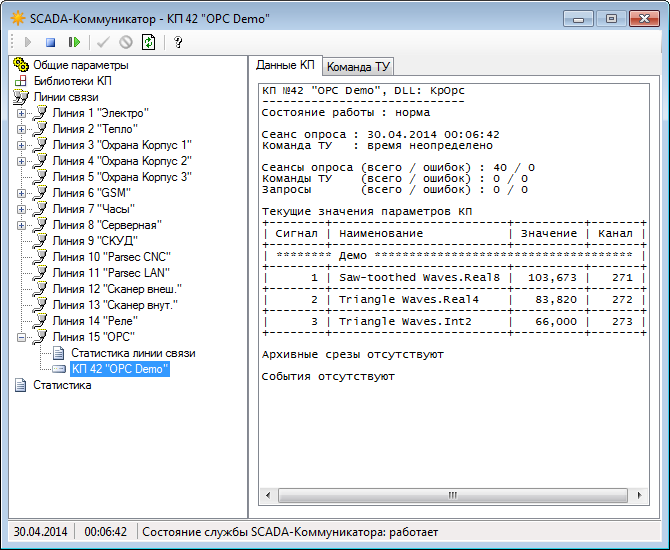 SCADA-Коммуникатор - КП 42 "OPC Demo"
Общие параметры
Библиотеки КП
Линии связи
Линия 1 "Электро"
Линия 2 "Тепло"
Линия 3 "Охрана Корпус 1"
Линия 4 "Охрана Корпус 2"
Линия 5 "Охрана Корпус 3"
Линия 6 "GSM"
Линия 7 "Часы"
Линия 8 "Серверная"
Линия 9 "СКУД"
Линия 10 "Parsec CNC"
Линия 11 "Parsec LAN"
Линия 12 "Сканер внеш."
Линия 13 "Сканер внут."
Линия 14 "Реле"
Линия 15 "OPC"
Статистика линии связи
КП 42 "OPC Demo"
Статистика
Данные КП Команда ТУ
КП №42 "OPC Demo", DLL: KpOpc
------------------------------
Состояние работы : норма
Сеанс опроса : 30.04.2014 00:06:42
Команда ТУ : время неопределено
Сеансы опроса (всего / ошибок) : 40 / 0
Команды ТУ (всего / ошибок) : 0 / 0
Запросы (всего / ошибок) : 0 / 0
Текущие значения параметров КП
| Сигнал | Наименование | Значение | Канал |
| ******** Демо ************************************* |
| 1 | Saw-toothed Waves.Real8 | 103,673 | 271 |
| 2 | Triangle Waves.Real4 | 83,820 | 272 |
| 3 | Triangle Waves.Int2 | 66,000 | 273 |
Архивные срезы отсутствуют
События отсутствуют
30.04.2014 00:06:42 Состояние службы SCADA-Коммуникатора: работает